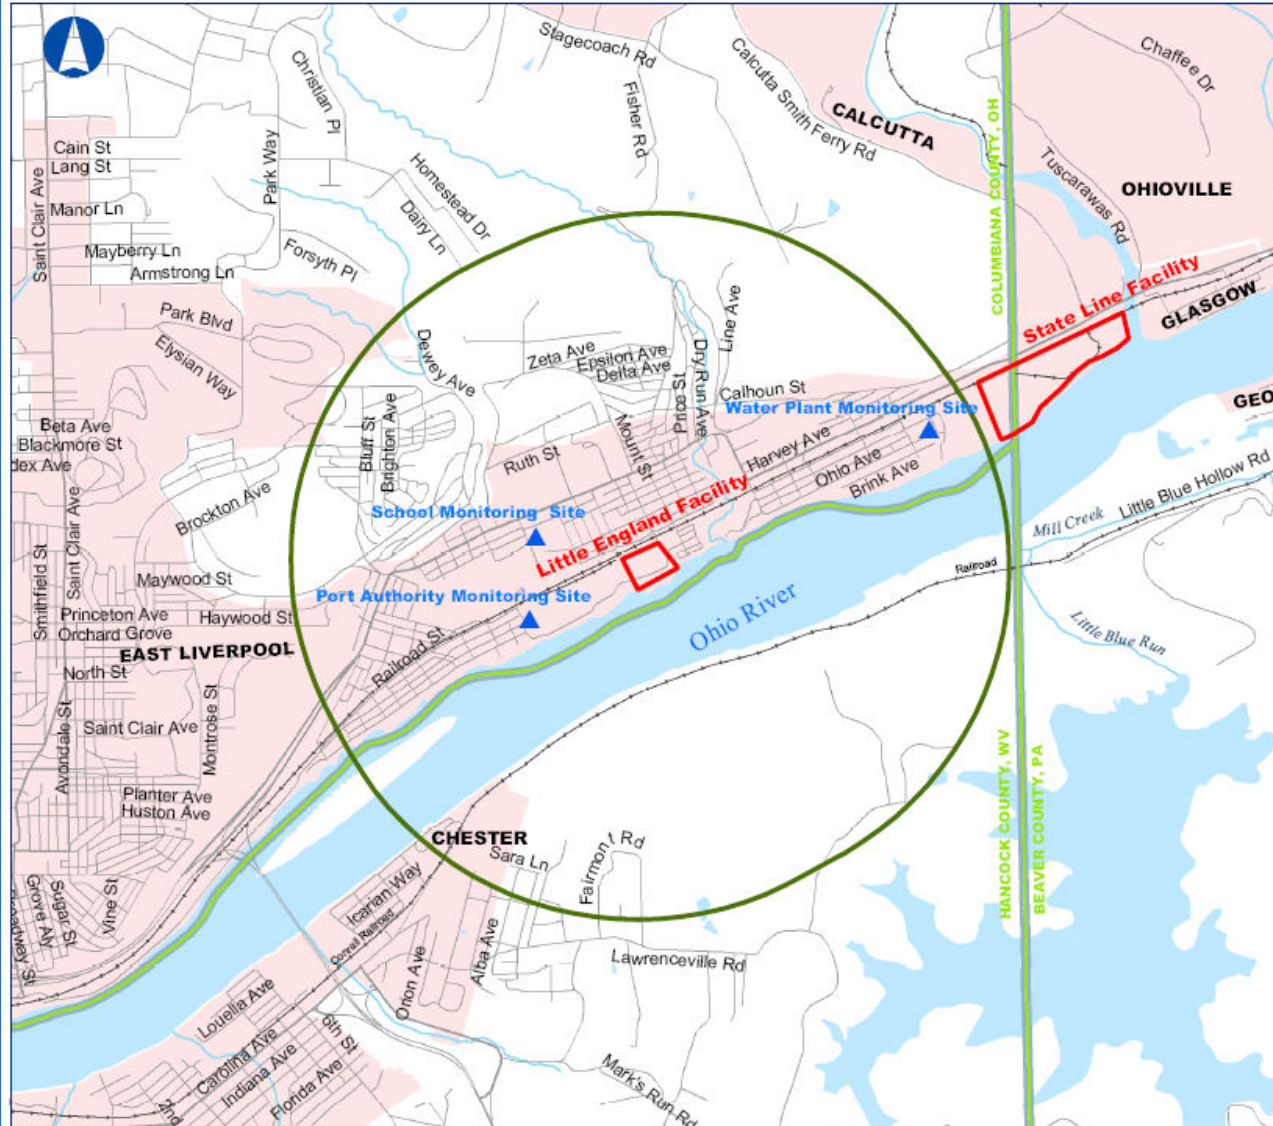 Stagecoach Rd
Christian Pl
Fisher Rd
Calcutta Smith Ferry Rd
CALCUTTA
Chaffee Dr
COLUMBIANA COUNTY, OH
Cain St
Lang St
Saint Clair Ave
Park Way
Manor Ln
Homestead Dr
Dairy Ln
Tuscarawas Rd
OHIOVILLE
Mayberry Ln
Armstrong Ln
Forsyth Pl
State Line Facility
GLASGOW
Park Blvd
Elysian Way
Dewey Ave
Zeta Ave
Epsilon Ave
Delta Ave
Line Ave
Dry Run Ave
Price St
Calhoun St
Water Plant Monitoring Site
GEO
Beta Ave
Blackmore St
dex Ave
Bluff St
Brighton Ave
Mount St
Ruth St
Harvey Ave
Ohio Ave
Brink Ave
Brockton Ave
School Monitoring Site
Little England Facility
Little Blue Hollow Rd
Mill Creek
Railroad
Saint Clair Ave
Smithfield St
Maywood St
Port Authority Monitoring Site
Princeton Ave
Haywood St
Orchard Grove
EAST LIVERPOOL
Ohio River
Little Blue Run
Railroad St
North St
Saint Clair Ave
Montrose St
Avondale St
HANCOCK COUNTY, WV
BEAVER COUNTY, PA
Planter Ave
Huston Ave
CHESTER
Sara Ln
Fairmont Rd
Vine St
Sugar St
Grove Aly
Broadway St
Icarian Way
Conrail Railroad
Orion Ave
Alba Ave
Lawrenceville Rd
Louella Ave
Carolina Ave
Indiana Ave
Florida Ave
6th St
2nd
Mark's Run Rd